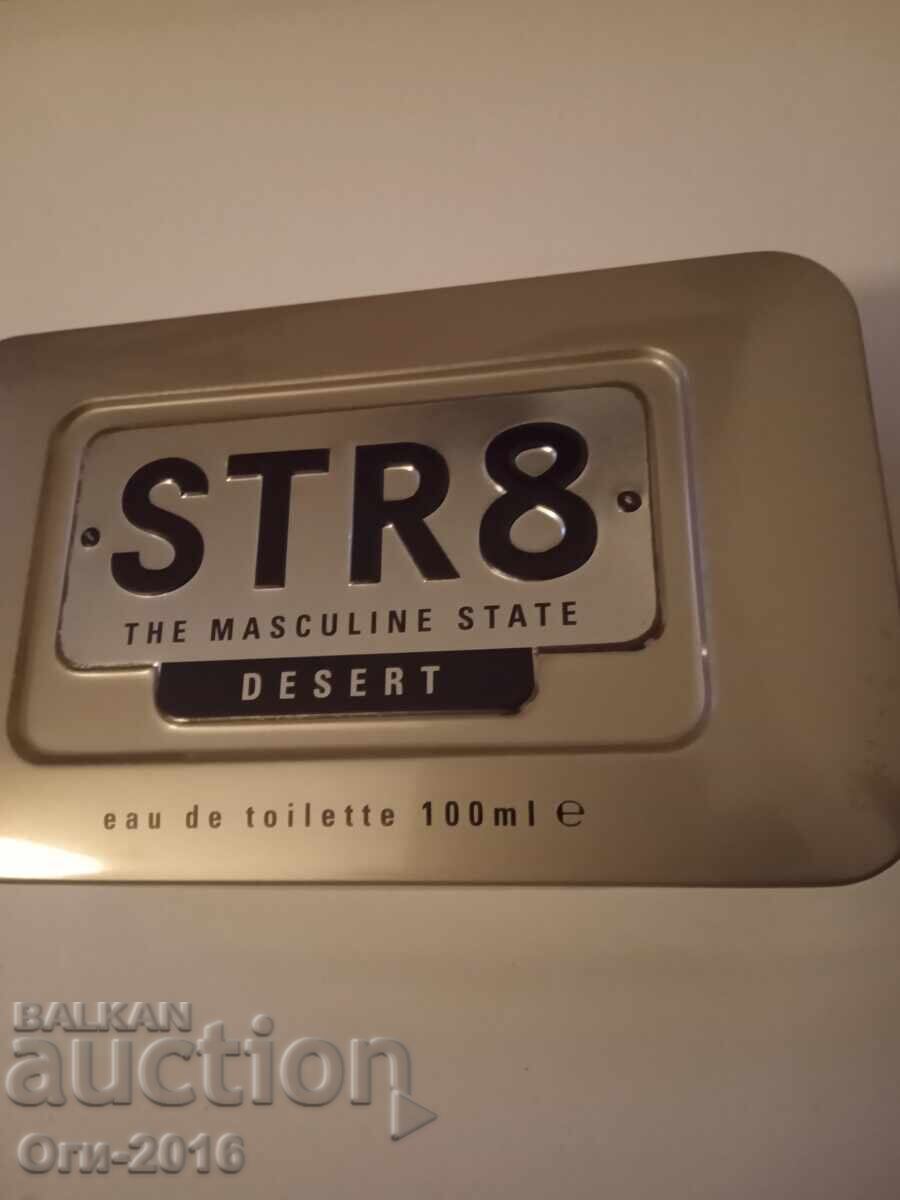 STR8
THE MASCULINE STATE
DESERT
eau de toilette 100ml ℮
BALKAN
auction
Оги-2016